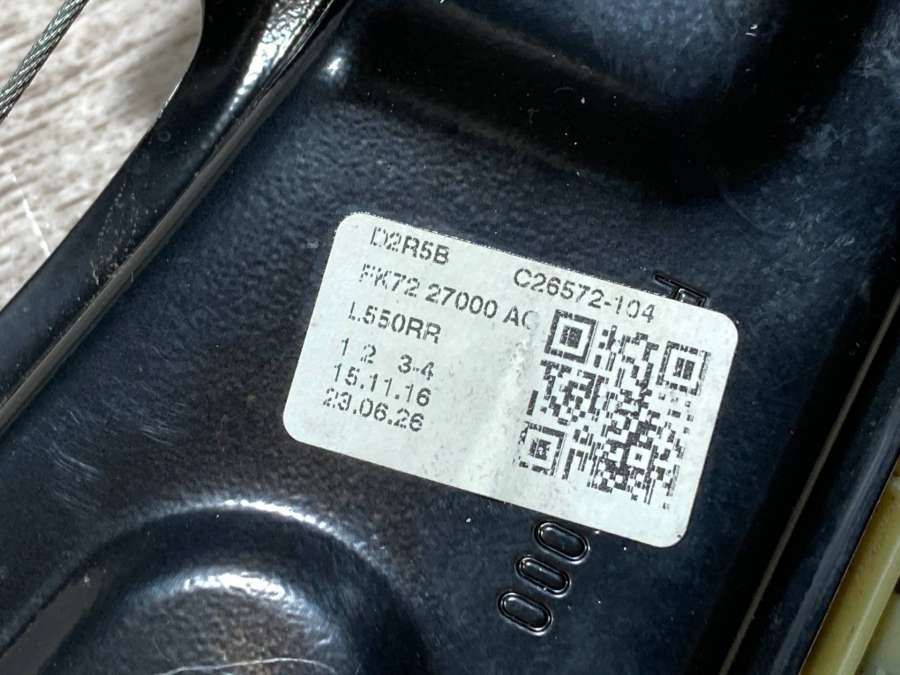 D2R5B C26572-104
FK72 27000 AC
L550RR
1 2 3-4
15.11.16
23.06.26